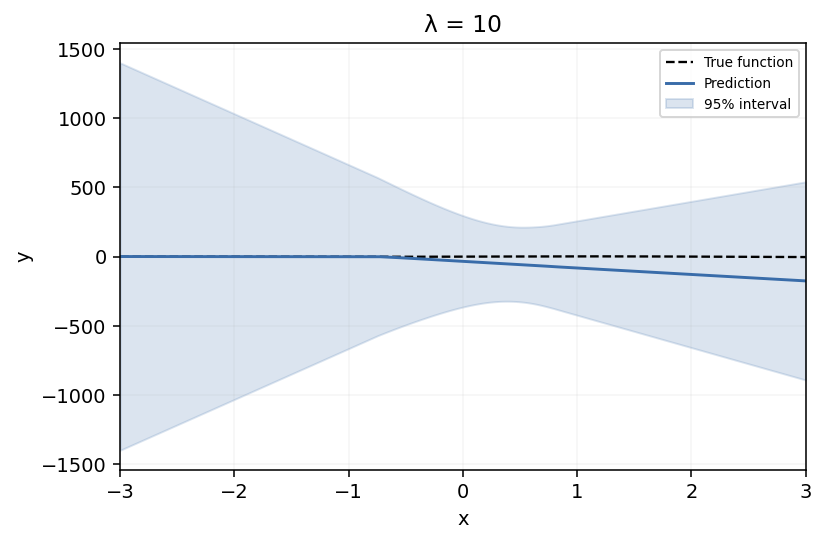 λ = 10
True function
Prediction
95% interval
1500
1000
500
0
−500
−1000
−1500
y
−3
−2
−1
0
1
2
3
x